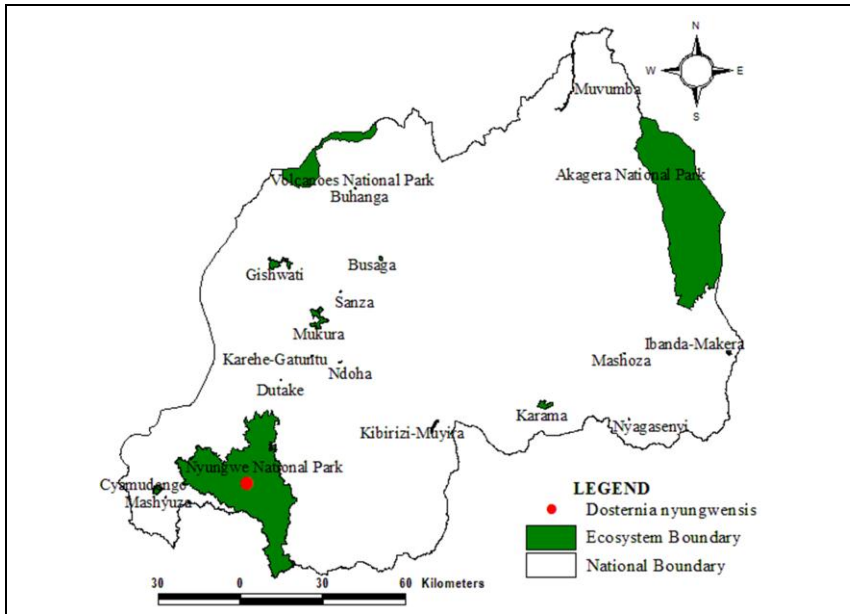 N
W E
S
Muvumba
Volcanoes National Park
Akagera National Park
Buhanga
Gishwati
Busaga
Sanza
Mukura
Ibanda-Makera
Karehe-Gaturitu
Mashoza
Ndoha
Dutake
Karama
Kibirizi-Muyira
Nyagasenyi
Nyungwe National Park
Cyamudongo
Mashyuza
LEGEND
Dosternia nyungwensis
Ecosystem Boundary
National Boundary
30 0 30 60 Kilometers